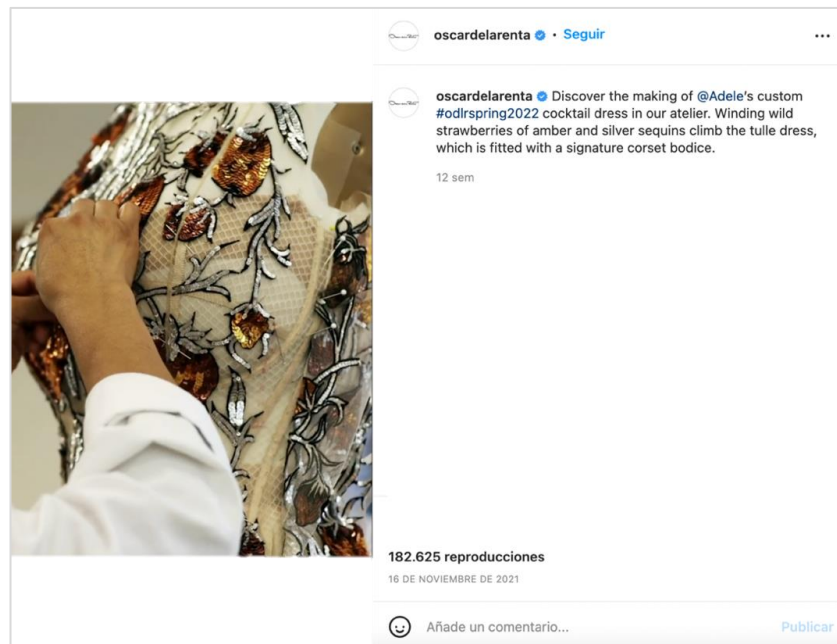 oscardelarenta • Seguir
oscardelarenta Discover the making of @Adele's custom
#odlrspring2022 cocktail dress in our atelier. Winding wild
strawberries of amber and silver sequins climb the tulle dress,
which is fitted with a signature corset bodice.
12 sem
182.625 reproducciones
16 DE NOVIEMBRE DE 2021
Añade un comentario...
Publicar